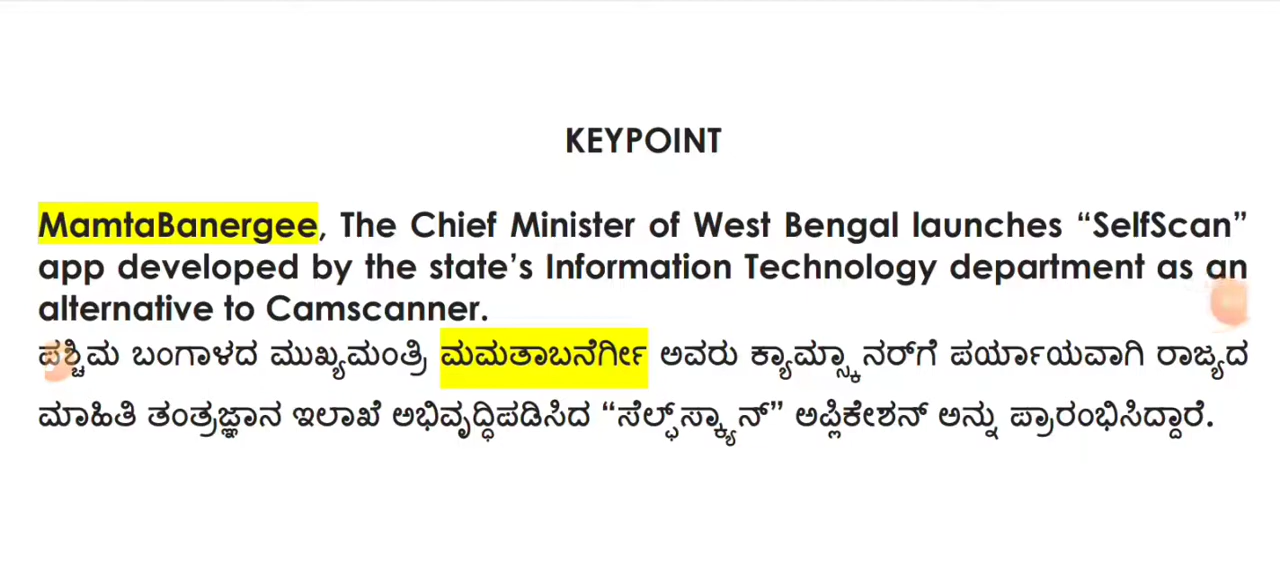 KEYPOINT
MamtaBanergee, The Chief Minister of West Bengal launches “SelfScan”
app developed by the state’s Information Technology department as an
alternative to Camscanner.
ಪಶ್ಚಿಮ ಬಂಗಾಳದ ಮುಖ್ಯಮಂತ್ರಿ ಮಮತಾಬನೆರ್ಗೀ ಅವರು ಕ್ಯಾಮ್ಸ್ಕಾನರ್‌ಗೆ ಪರ್ಯಾಯವಾಗಿ ರಾಜ್ಯದ
ಮಾಹಿತಿ ತಂತ್ರಜ್ಞಾನ ಇಲಾಖೆ ಅಭಿವೃದ್ಧಿಪಡಿಸಿದ “ಸೆಲ್ಫ್‌ಸ್ಕ್ಯಾನ್” ಅಪ್ಲಿಕೇಶನ್ ಅನ್ನು ಪ್ರಾರಂಭಿಸಿದ್ದಾರೆ.